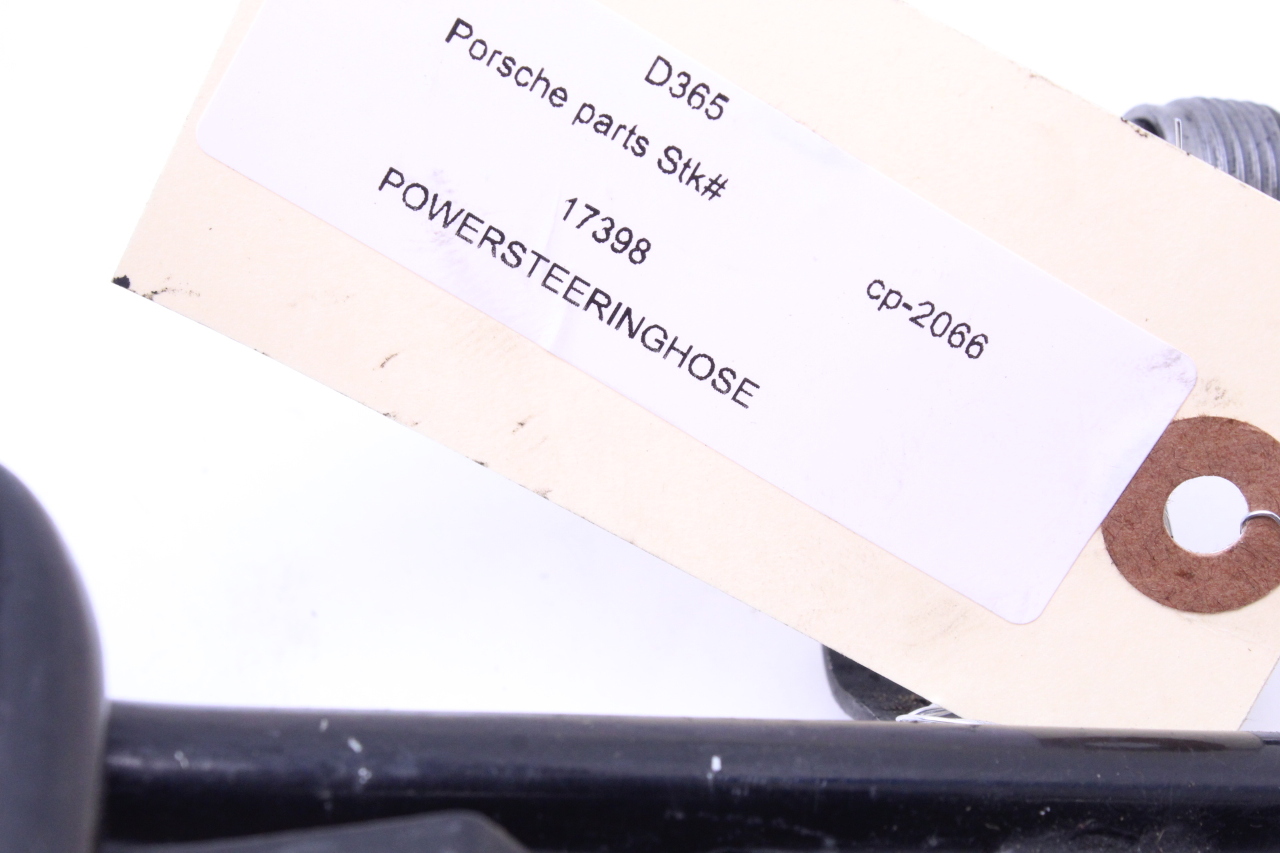 D365
Porsche parts Stk#
17398
cp-2066
POWERSTEERINGHOSE